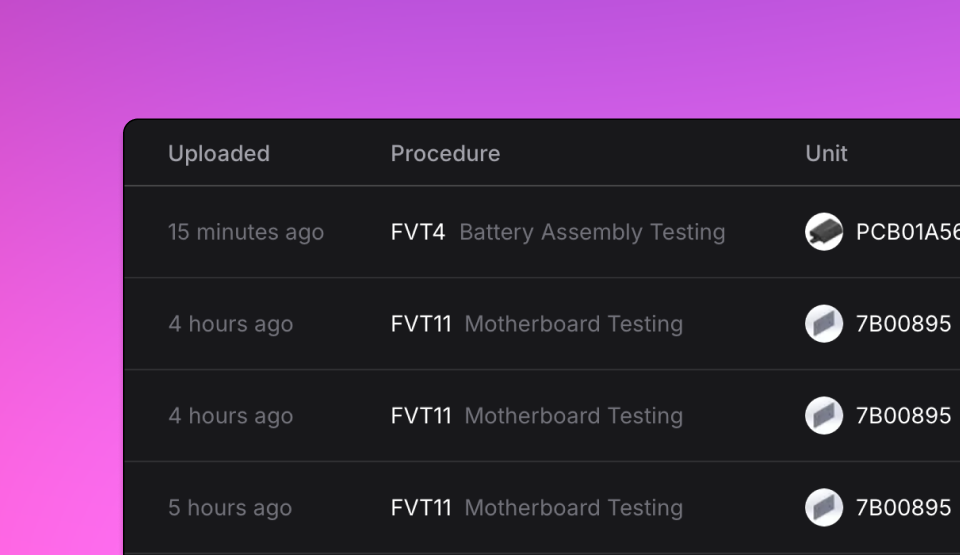 Uploaded Procedure Unit
15 minutes ago FVT4 Battery Assembly Testing PCB01A56
4 hours ago FVT11 Motherboard Testing 7B00895
4 hours ago FVT11 Motherboard Testing 7B00895
5 hours ago FVT11 Motherboard Testing 7B00895